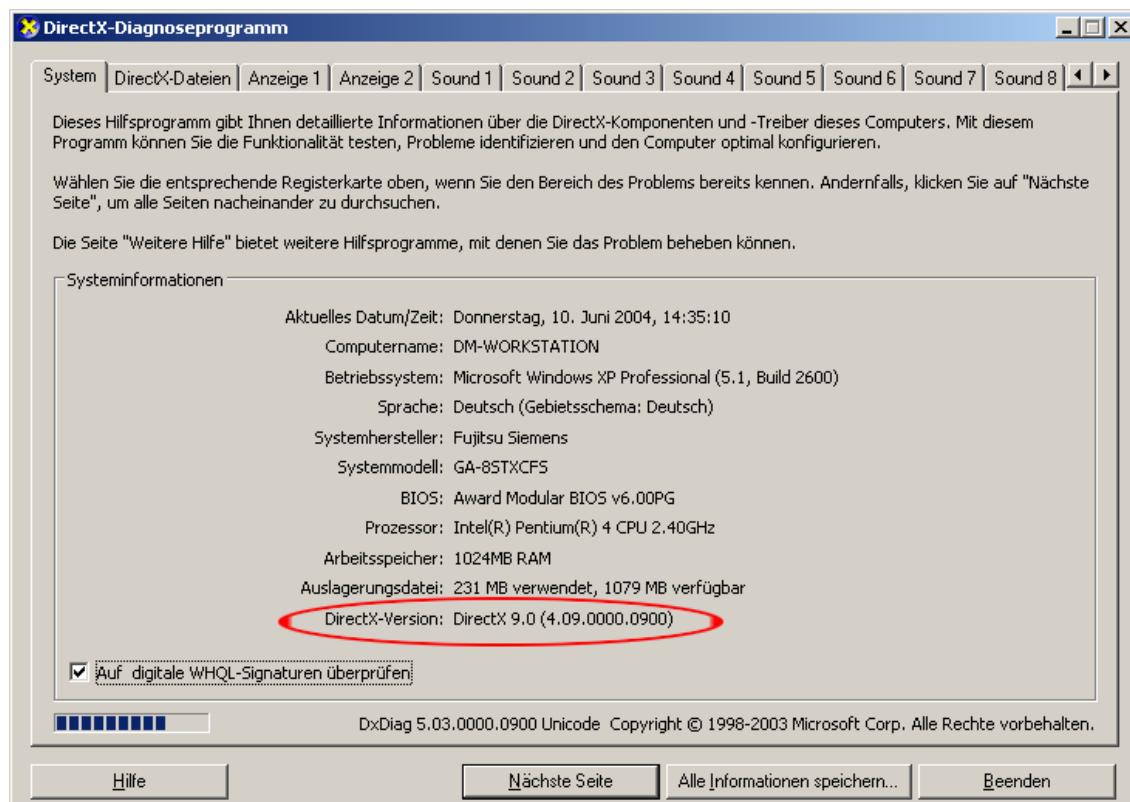 DirectX-Diagnoseprogramm
System DirectX-Dateien Anzeige 1 Anzeige 2 Sound 1 Sound 2 Sound 3 Sound 4 Sound 5 Sound 6 Sound 7 Sound 8
Dieses Hilfsprogramm gibt Ihnen detaillierte Informationen über die DirectX-Komponenten und -Treiber dieses Computers. Mit diesem
Programm können Sie die Funktionalität testen, Probleme identifizieren und den Computer optimal konfigurieren.
Wählen Sie die entsprechende Registerkarte oben, wenn Sie den Bereich des Problems bereits kennen. Andernfalls, klicken Sie auf "Nächste
Seite", um alle Seiten nacheinander zu durchsuchen.
Die Seite "Weitere Hilfe" bietet weitere Hilfsprogramme, mit denen Sie das Problem beheben können.
Systeminformationen
Aktuelles Datum/Zeit: Donnerstag, 10. Juni 2004, 14:35:10
Computername: DM-WORKSTATION
Betriebssystem: Microsoft Windows XP Professional (5.1, Build 2600)
Sprache: Deutsch (Gebietsschema: Deutsch)
Systemhersteller: Fujitsu Siemens
Systemmodell: GA-8STXCFS
BIOS: Award Modular BIOS v6.00PG
Prozessor: Intel(R) Pentium(R) 4 CPU 2.40GHz
Arbeitsspeicher: 1024MB RAM
Auslagerungsdatei: 231 MB verwendet, 1079 MB verfügbar
DirectX-Version: DirectX 9.0 (4.09.0000.0900)
Auf digitale WHQL-Signaturen überprüfen
DxDiag 5.03.0000.0900 Unicode Copyright © 1998-2003 Microsoft Corp. Alle Rechte vorbehalten.
Hilfe Nächste Seite Alle Informationen speichern... Beenden